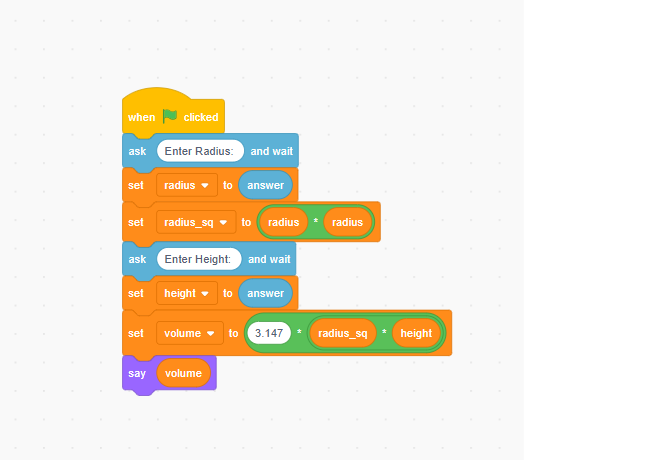 when clicked
ask Enter Radius: and wait
set radius to answer
set radius_sq to radius * radius
ask Enter Height: and wait
set height to answer
set volume to 3.147 * radius_sq * height
say volume